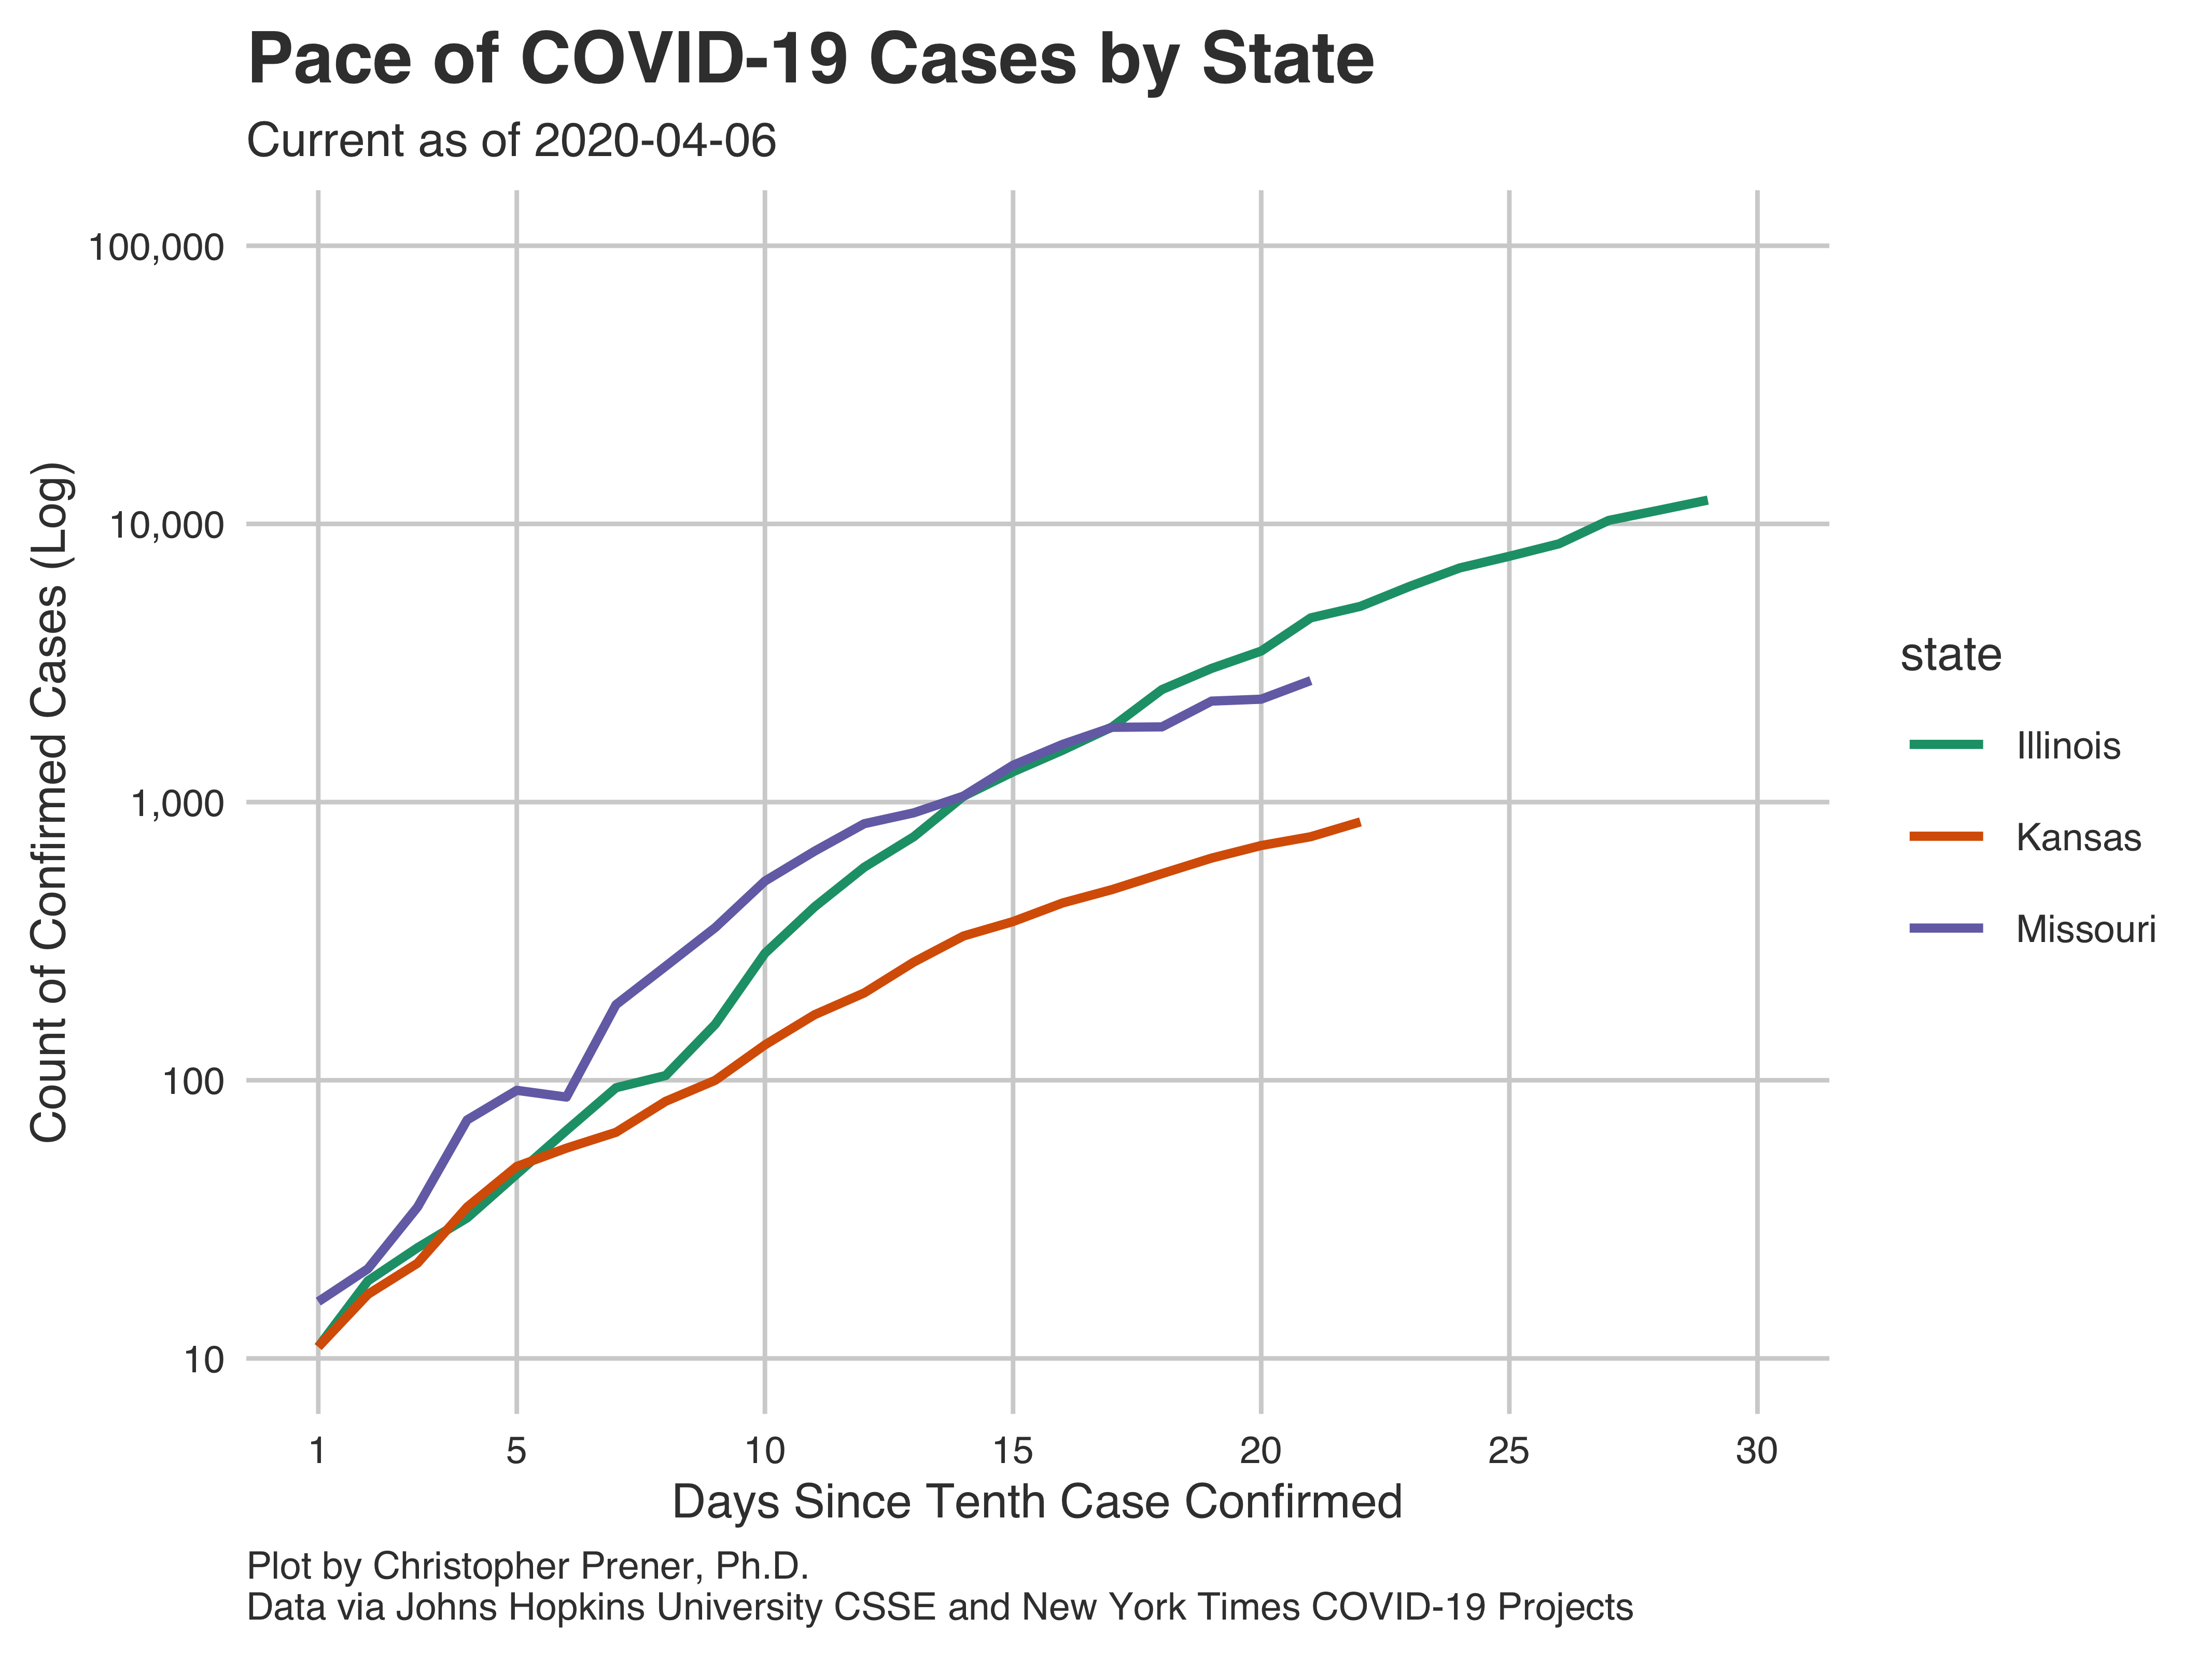 Pace of COVID-19 Cases by State
Current as of 2020-04-06
Count of Confirmed Cases (Log)
100,000
10,000
1,000
100
10
1 5 10 15 20 25 30
Days Since Tenth Case Confirmed
state
Illinois
Kansas
Missouri
Plot by Christopher Prener, Ph.D.
Data via Johns Hopkins University CSSE and New York Times COVID-19 Projects